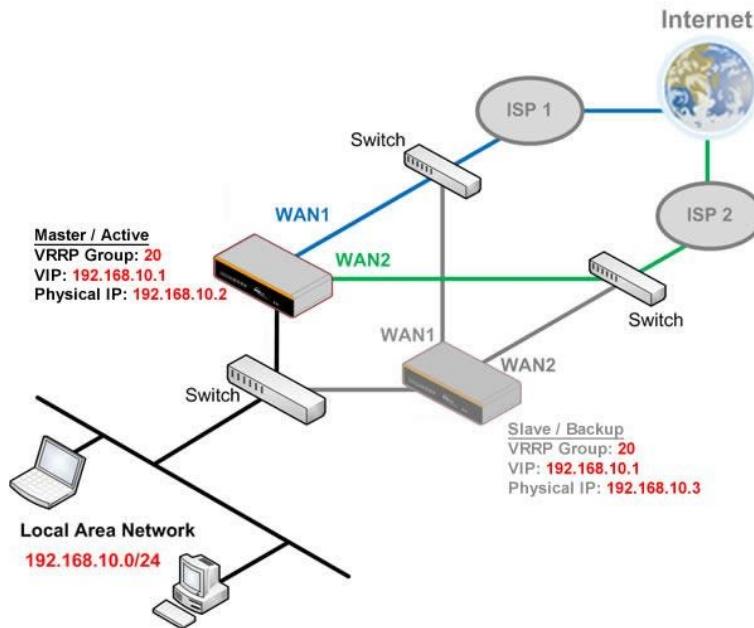 Internet
ISP 1
Switch
WAN1
ISP 2
Master / Active
VRRP Group: 20
VIP: 192.168.10.1
Physical IP: 192.168.10.2
WAN2
Switch
WAN1
WAN2
Switch
Slave / Backup
VRRP Group: 20
VIP: 192.168.10.1
Physical IP: 192.168.10.3
Local Area Network
192.168.10.0/24